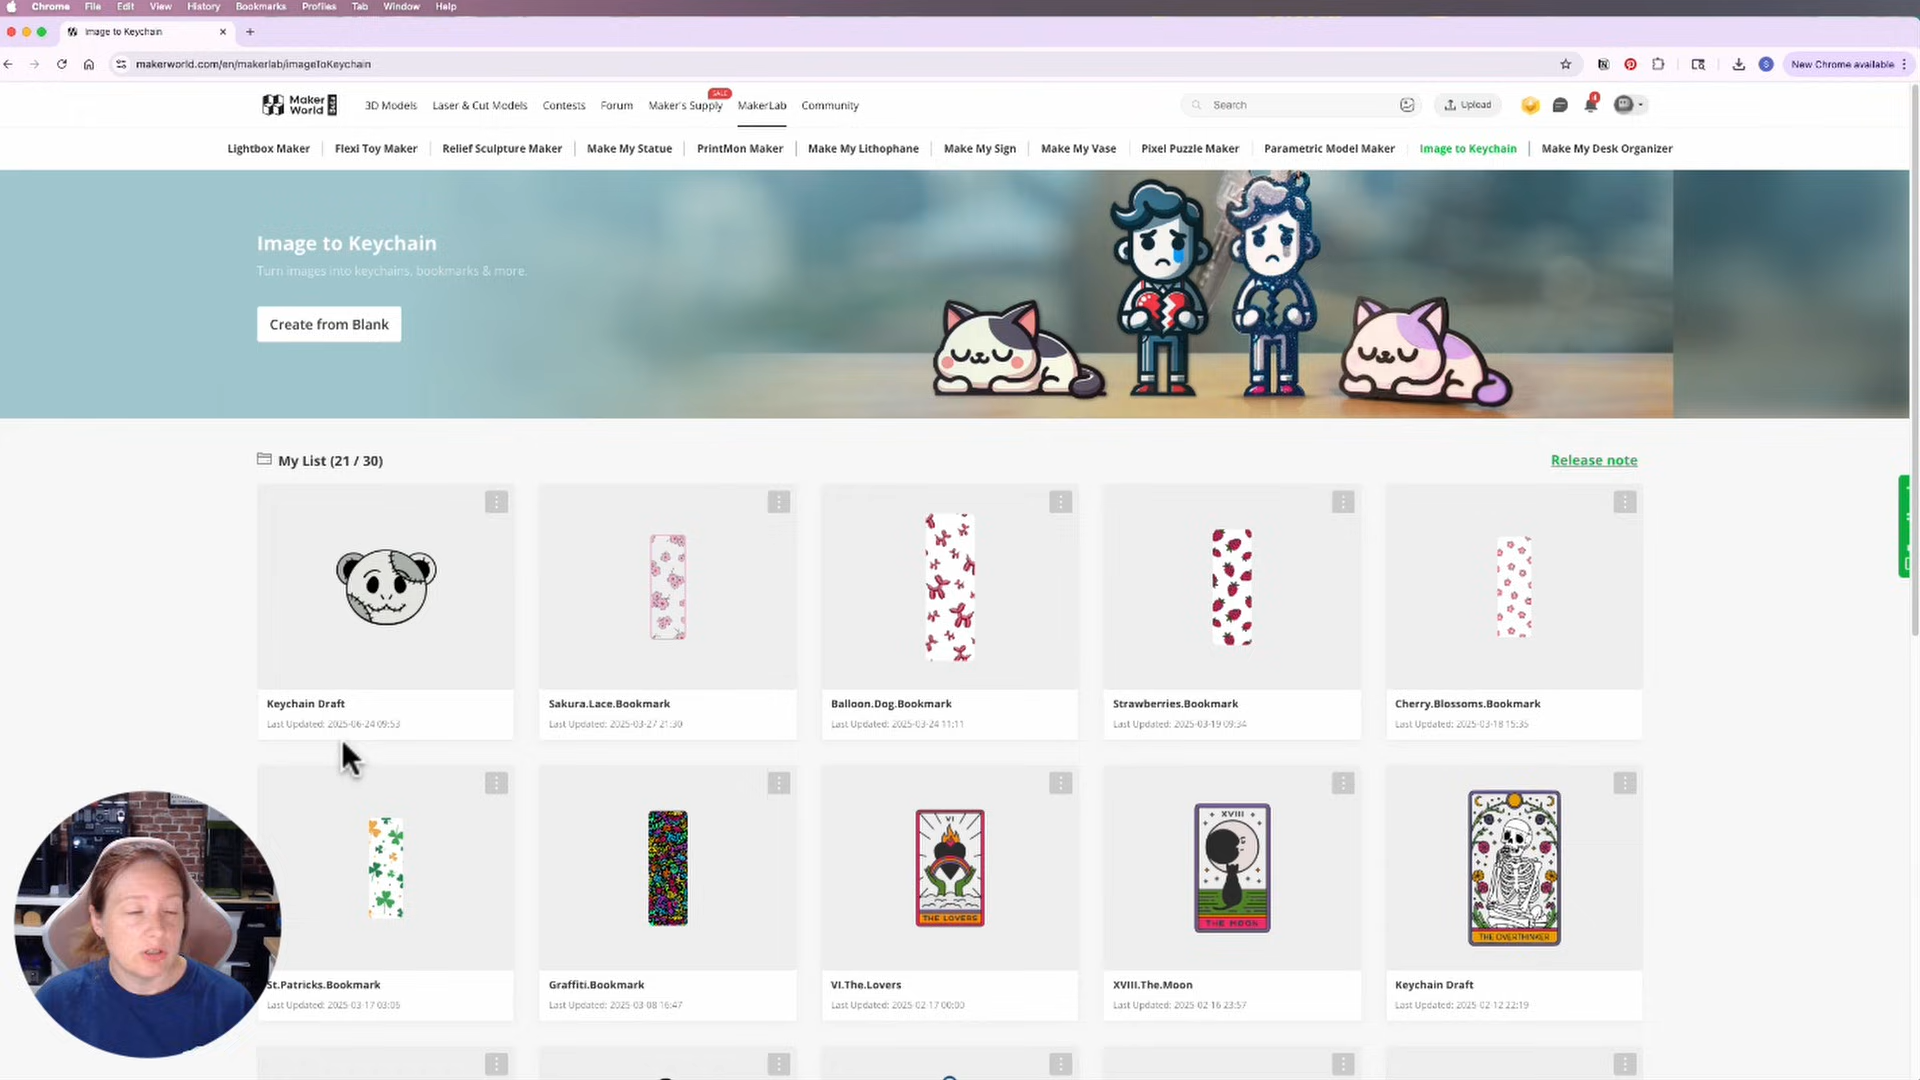 Chrome File Edit View History Bookmarks Profiles Tab Window Help
Image to Keychain
makerworld.com/en/makerlab/imageToKeychain
New Chrome available
Maker World
3D Models Laser & Cut Models Contests Forum Maker's Supply SALE MakerLab Community
Search
Upload
Lightbox Maker Flexi Toy Maker Relief Sculpture Maker Make My Statue PrintMon Maker Make My Lithophane Make My Sign Make My Vase Pixel Puzzle Maker Parametric Model Maker Image to Keychain Make My Desk Organizer
Image to Keychain
Turn images into keychains, bookmarks & more.
Create from Blank
My List (21 / 30)
Release note
Keychain Draft
Last Updated: 2025-06-24 09:53
Sakura.Lace.Bookmark
Last Updated: 2025-03-27 21:30
Balloon.Dog.Bookmark
Last Updated: 2025-03-24 11:11
Strawberries.Bookmark
Last Updated: 2025-03-19 09:34
Cherry.Blossoms.Bookmark
Last Updated: 2025-03-18 15:35
St.Patricks.Bookmark
Last Updated: 2025-03-17 03:05
Graffiti.Bookmark
Last Updated: 2025-03-08 16:47
VI
THE LOVERS
VI.The.Lovers
Last Updated: 2025-02-17 00:00
XVIII
THE MOON
XVIII.The.Moon
Last Updated: 2025-02-16 23:57
THE OVERTHINKER
Keychain Draft
Last Updated: 2025-02-12 22:19